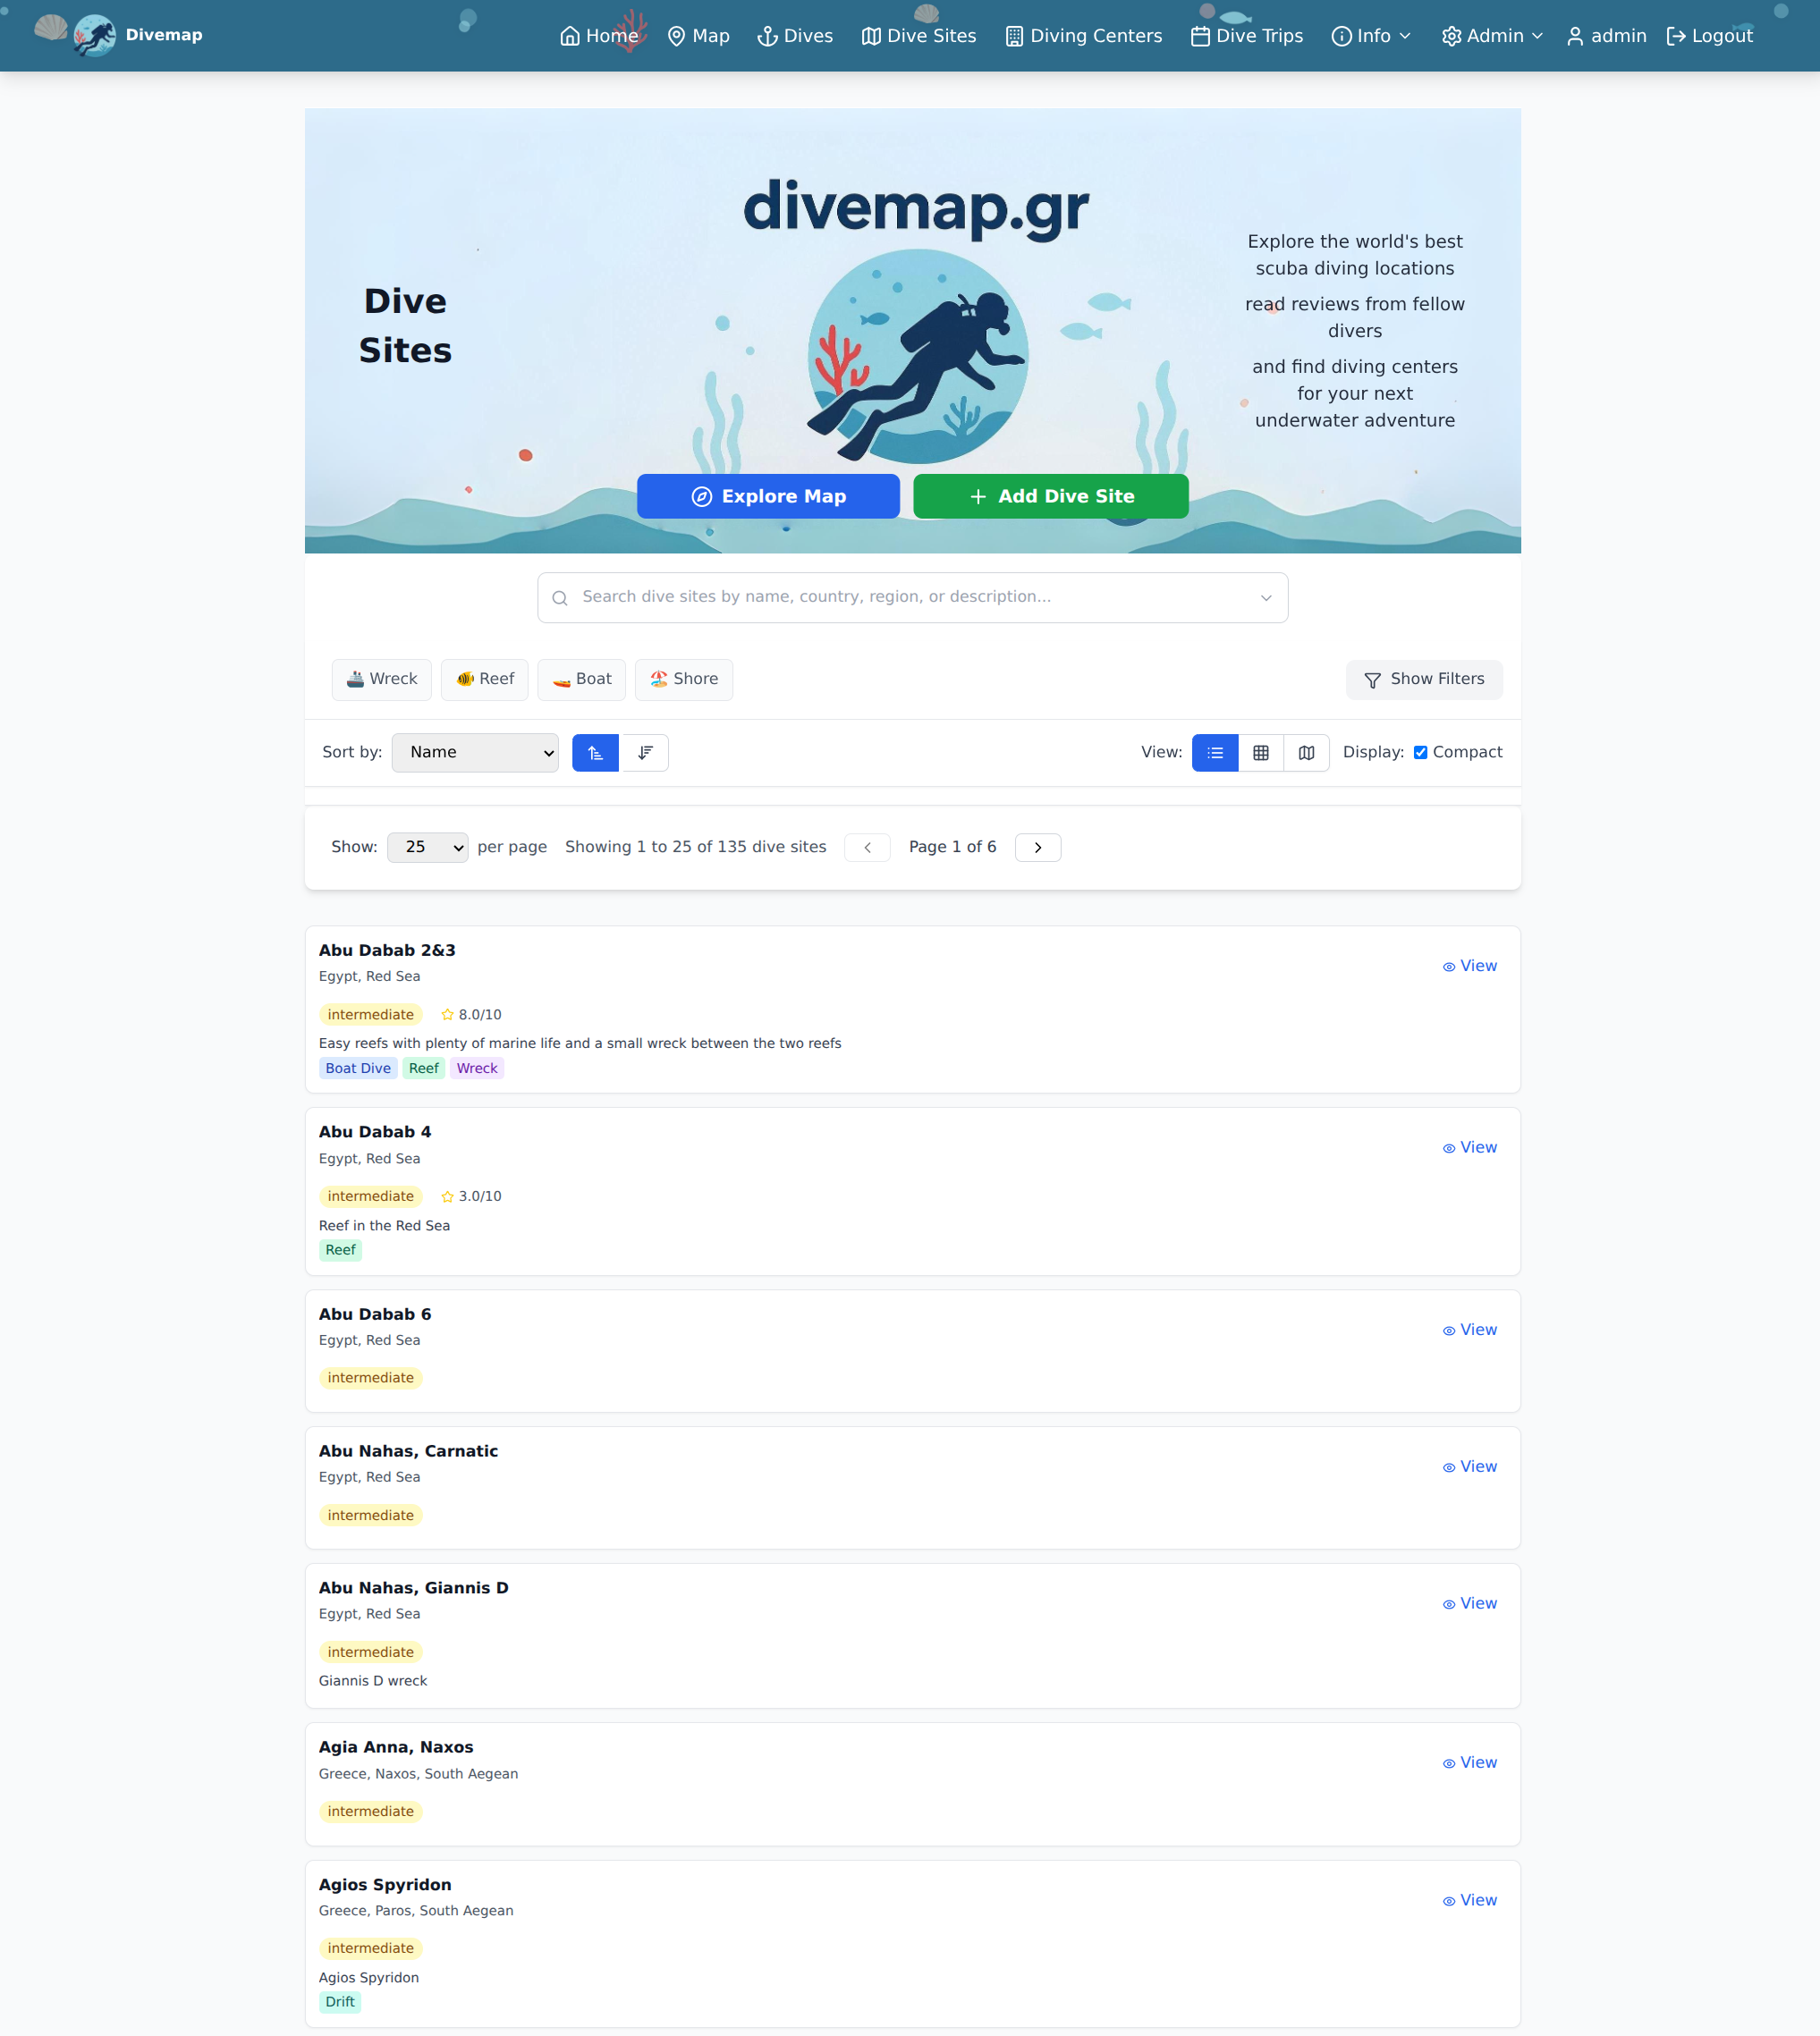 Divemap
Home Map Dives Dive Sites Diving Centers Dive Trips Info Admin admin Logout
divemap.gr
Dive
Sites
Explore the world's best
scuba diving locations
read reviews from fellow
divers
and find diving centers
for your next
underwater adventure
Explore Map
Add Dive Site
Search dive sites by name, country, region, or description...
Wreck Reef Boat Shore
Show Filters
Sort by: Name
View: Display: Compact
Show: 25 per page Showing 1 to 25 of 135 dive sites Page 1 of 6
Abu Dabab 2&3
View
Egypt, Red Sea
intermediate 8.0/10
Easy reefs with plenty of marine life and a small wreck between the two reefs
Boat Dive Reef Wreck
Abu Dabab 4
View
Egypt, Red Sea
intermediate 3.0/10
Reef in the Red Sea
Reef
Abu Dabab 6
View
Egypt, Red Sea
intermediate
Abu Nahas, Carnatic
View
Egypt, Red Sea
intermediate
Abu Nahas, Giannis D
View
Egypt, Red Sea
intermediate
Giannis D wreck
Agia Anna, Naxos
View
Greece, Naxos, South Aegean
intermediate
Agios Spyridon
View
Greece, Paros, South Aegean
intermediate
Agios Spyridon
Drift